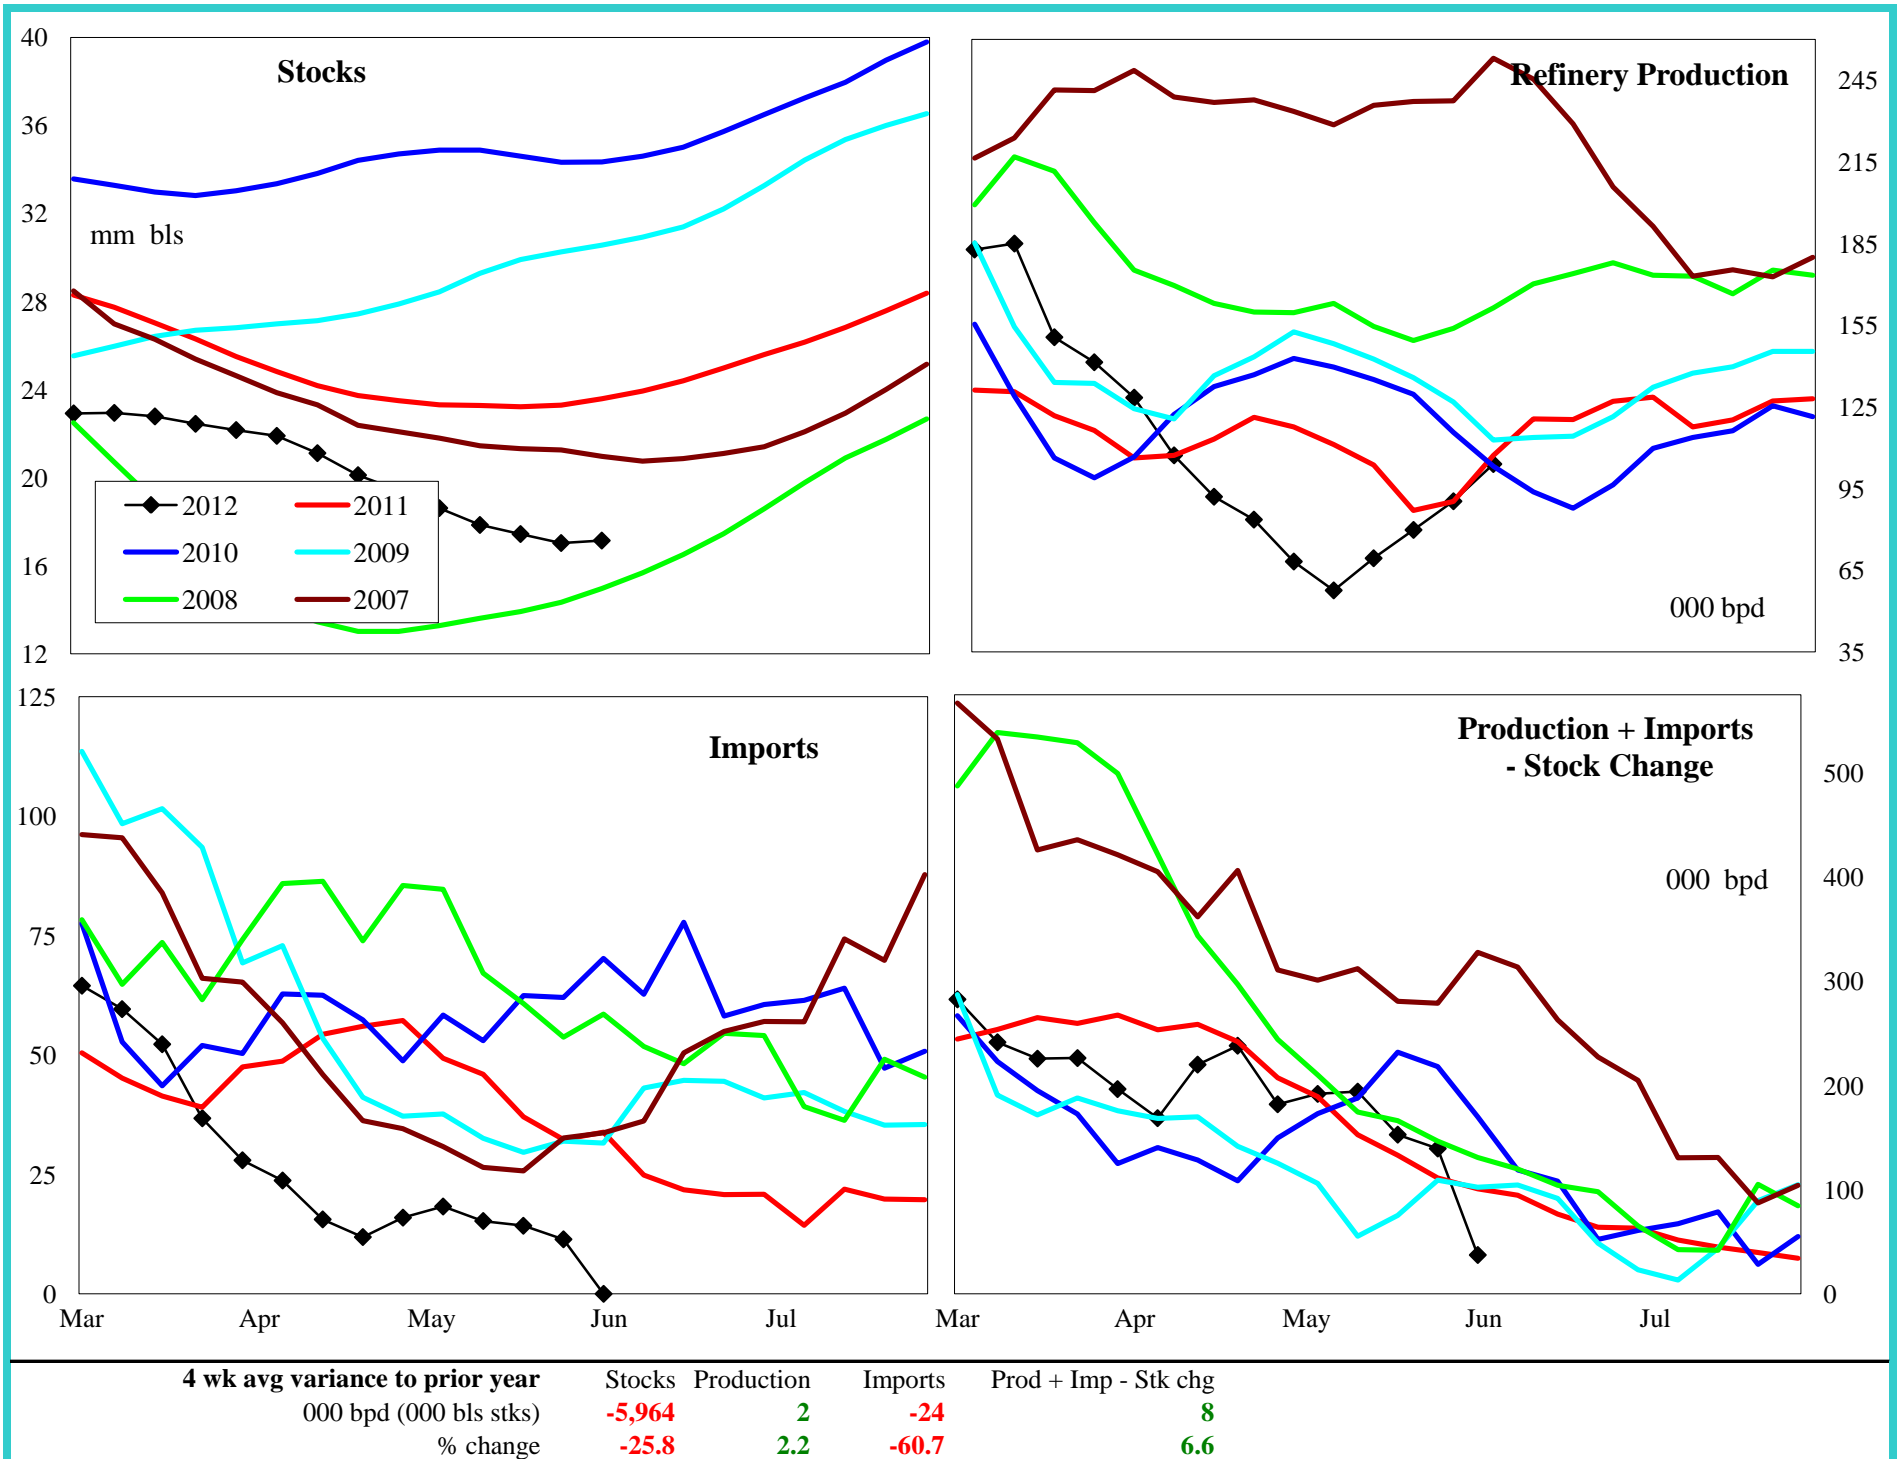 Stocks
40
36
32
28
24
20
16
12
mm bls
2012
2011
2010
2009
2008
2007
Refinery Production
245
215
185
155
125
95
65
35
000 bpd
Imports
125
100
75
50
25
0
Mar Apr May Jun Jul
Production + Imports
- Stock Change
000 bpd
500
400
300
200
100
0
Mar Apr May Jun Jul
4 wk avg variance to prior year Stocks Production Imports Prod + Imp - Stk chg
000 bpd (000 bls stks) -5,964 2 -24 8
% change -25.8 2.2 -60.7 6.6